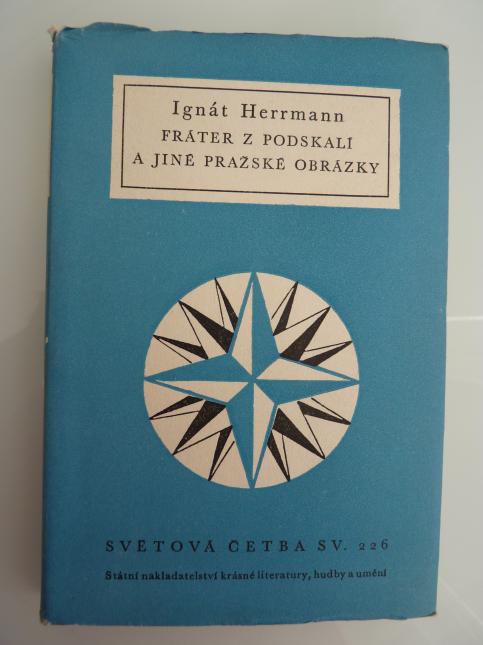 Ignát Herrmann
FRÁTER Z PODSKALÍ
A JINÉ PRAŽSKÉ OBRÁZKY
SVĚTOVÁ ČETBA SV. 226
Státní nakladatelství krásné literatury, hudby a umění